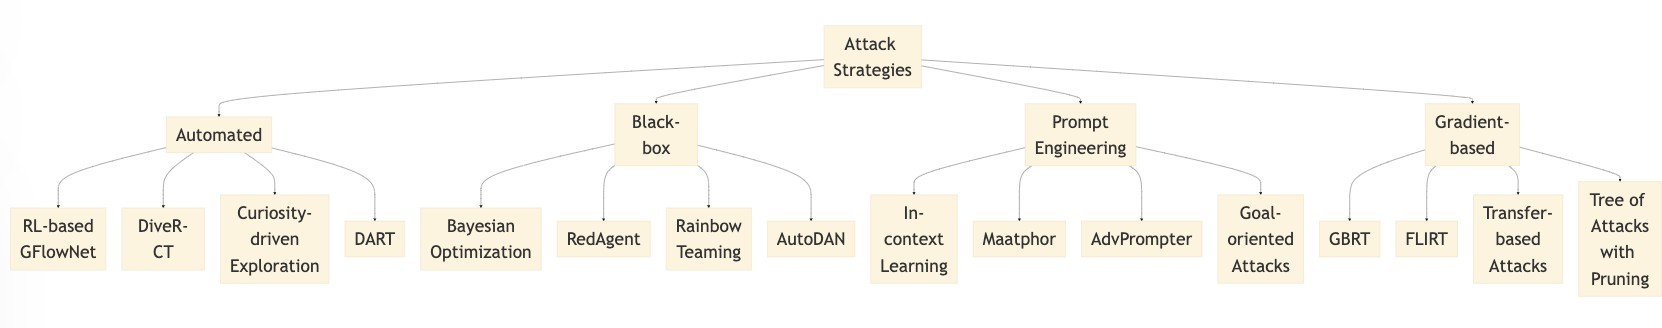 Attack
Strategies
Automated
Black-
box
Prompt
Engineering
Gradient-
based
RL-based
GFlowNet
DiveR-
CT
Curiosity-
driven
Exploration
DART
Bayesian
Optimization
RedAgent
Rainbow
Teaming
AutoDAN
In-
context
Learning
Maatphor
AdvPrompter
Goal-
oriented
Attacks
GBRT
FLIRT
Transfer-
based
Attacks
Tree of
Attacks
with
Pruning